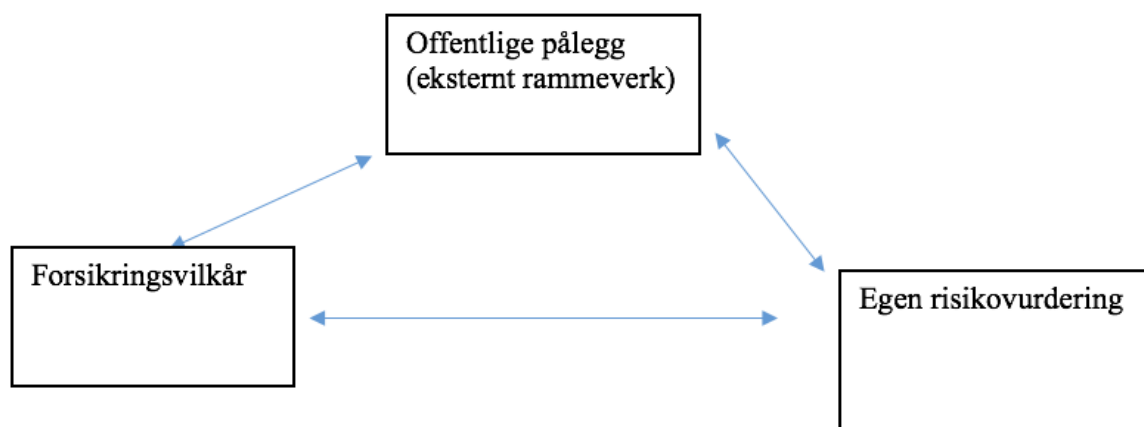 Offentlige pålegg
(eksternt rammeverk)
Forsikringsvilkår
Egen risikovurdering